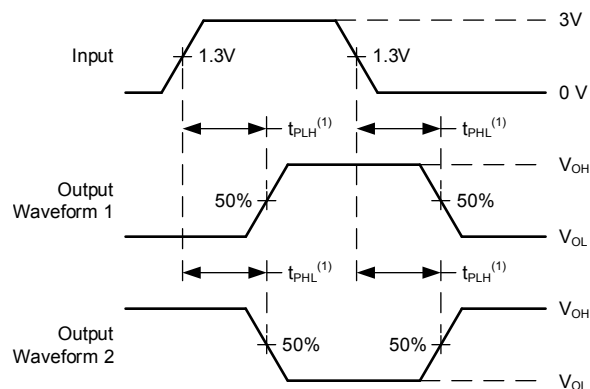 3V
Input
1.3V
1.3V
0 V
tPLH(1)
tPHL(1)
VOH
Output
Waveform 1
50%
50%
VOL
tPHL(1)
tPLH(1)
VOH
Output
Waveform 2
50%
50%
VOL